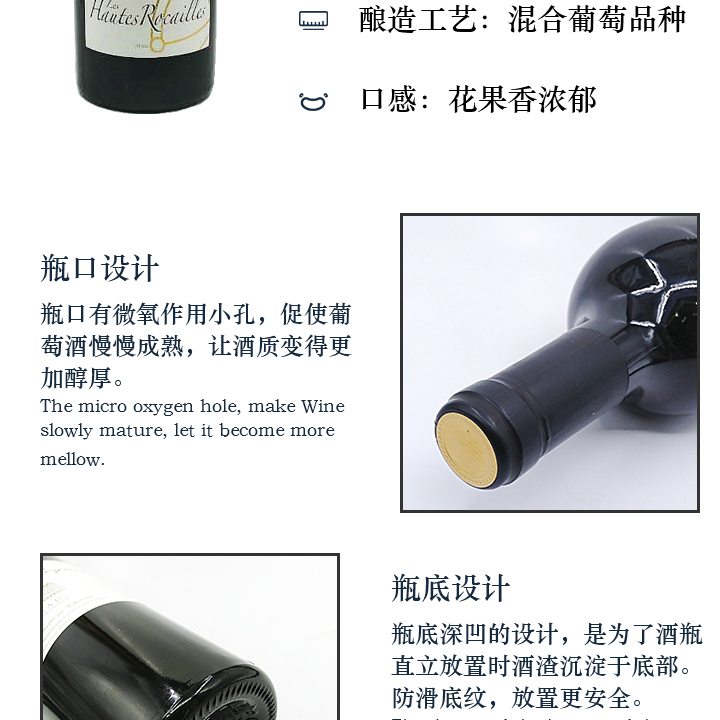 Les
HautesRocailles
酿造工艺：混合葡萄品种
口感：花果香浓郁
瓶口设计
瓶口有微氧作用小孔，促使葡
萄酒慢慢成熟，让酒质变得更
加醇厚。
The micro oxygen hole, make Wine
slowly mature, let it become more
mellow.
瓶底设计
瓶底深凹的设计，是为了酒瓶
直立放置时酒渣沉淀于底部。
防滑底纹，放置更安全。